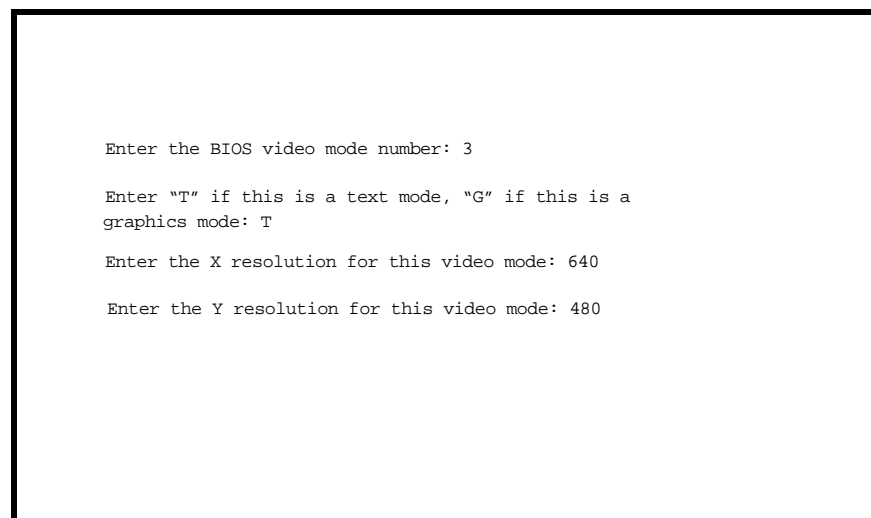 Enter the BIOS video mode number: 3
Enter “T” if this is a text mode, “G” if this is a
graphics mode: T
Enter the X resolution for this video mode: 640
Enter the Y resolution for this video mode: 480